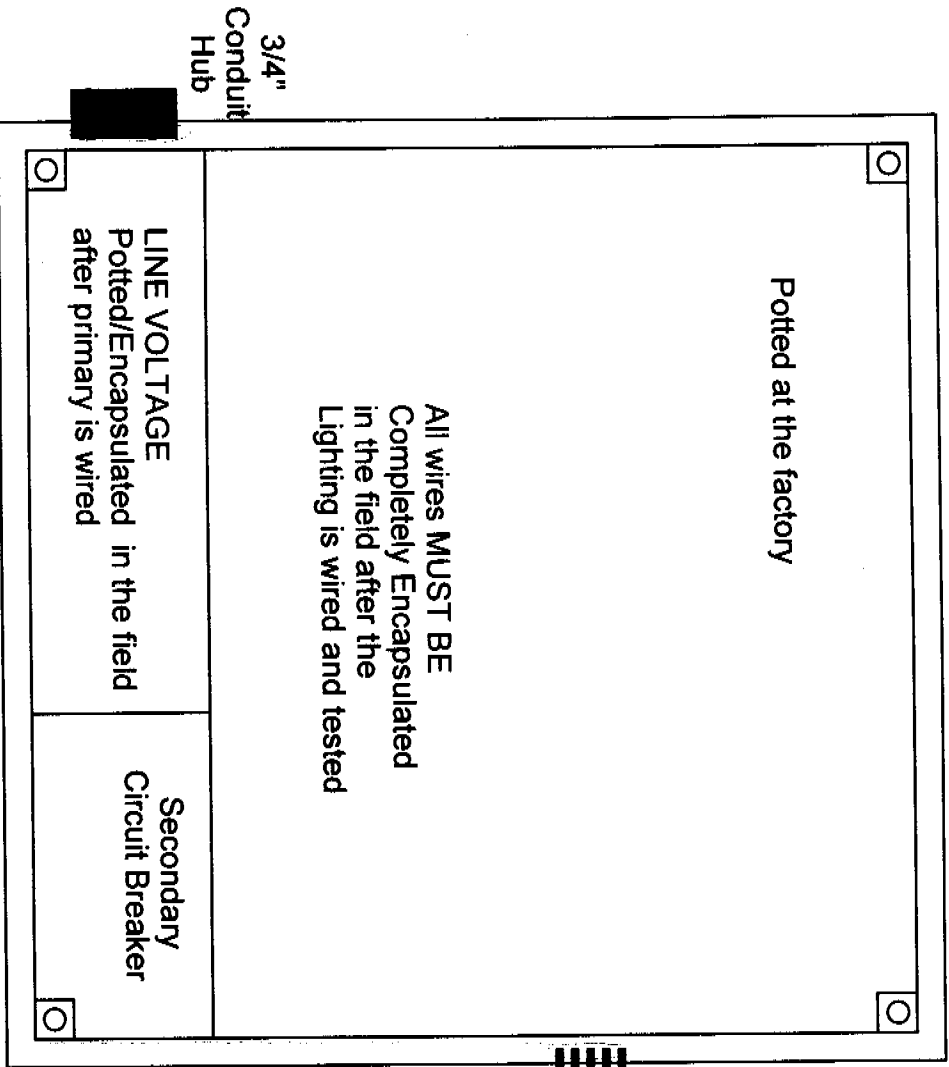 3/4"
Conduit
Hub
Potted at the factory
All wires MUST BE
Completely Encapsulated
in the field after the
Lighting is wired and tested
LINE VOLTAGE
Potted/Encapsulated in the field
after primary is wired
Secondary
Circuit Breaker